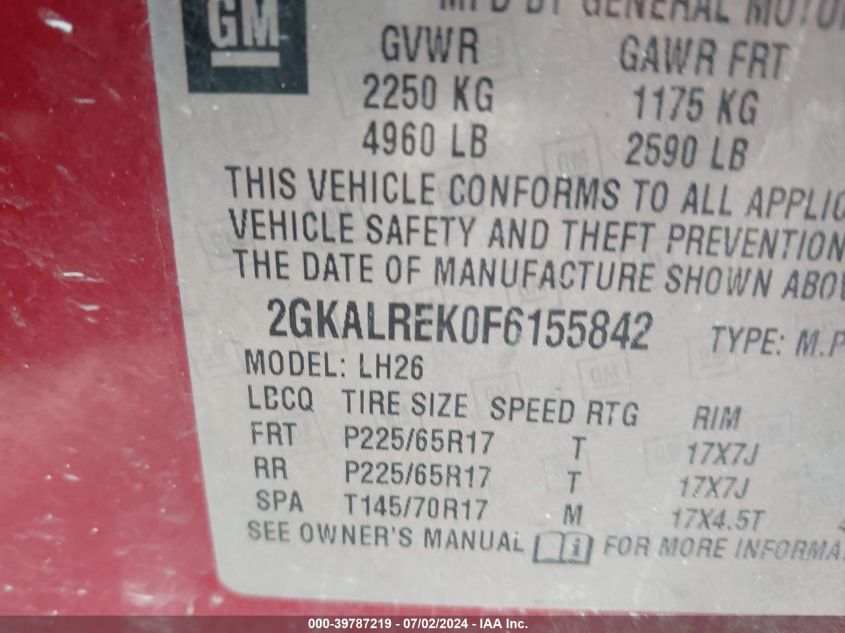 GM
MFD BY GENERAL MOTOR
GVWR GAWR FRT
2250 KG 1175 KG
4960 LB 2590 LB
THIS VEHICLE CONFORMS TO ALL APPLIC
VEHICLE SAFETY AND THEFT PREVENTION
THE DATE OF MANUFACTURE SHOWN ABOV
2GKALREK0F6155842 TYPE: M.P
MODEL: LH26
LBCQ TIRE SIZE SPEED RTG RIM
FRT P225/65R17 T 17X7J
RR P225/65R17 T 17X7J
SPA T145/70R17 M 17X4.5T
SEE OWNER'S MANUAL FOR MORE INFORMA
000-39787219 / 07/02/2024 - IAA Inc.